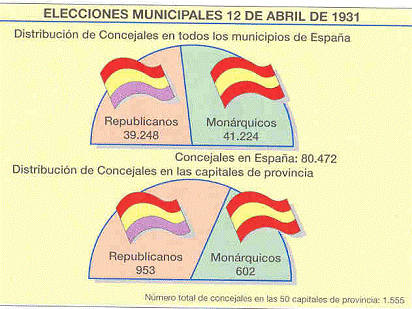 ELECCIONES MUNICIPALES 12 DE ABRIL DE 1931
Distribución de Concejales en todos los municipios de España
Republicanos
39.248
Monárquicos
41.224
Concejales en España: 80.472
Distribución de Concejales en las capitales de provincia
Republicanos
953
Monárquicos
602
Número total de concejales en las 50 capitales de provincia: 1.555